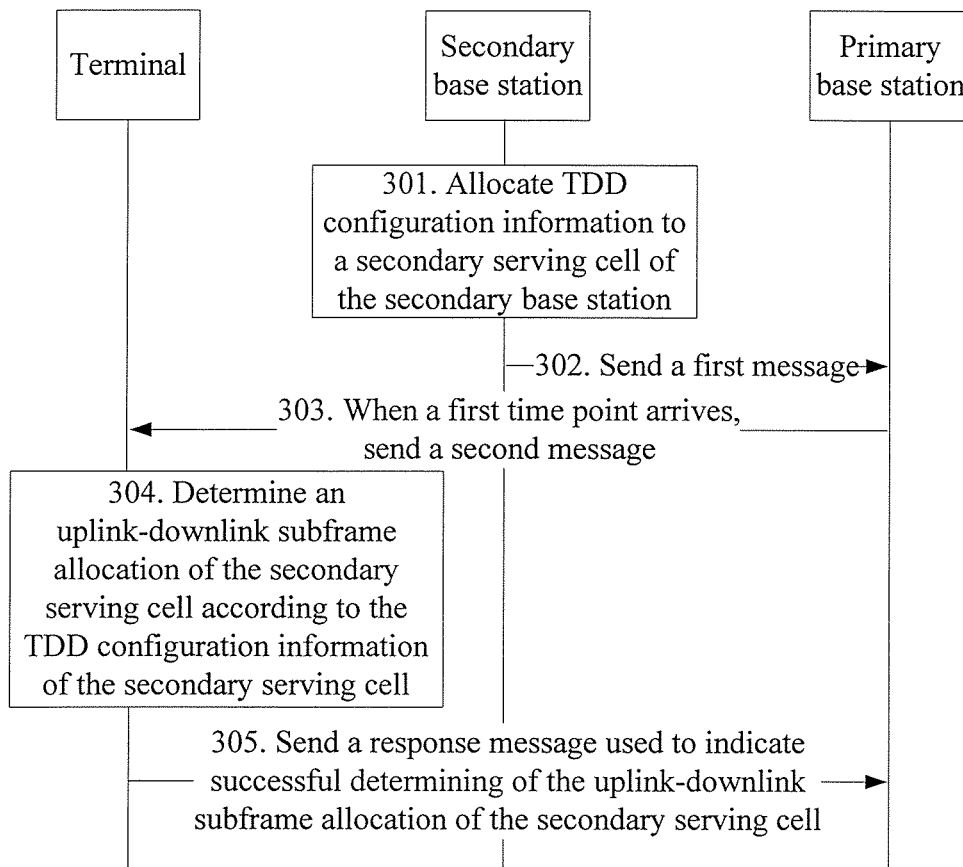 Terminal
Secondary
base station
Primary
base station
301. Allocate TDD
configuration information to
a secondary serving cell of
the secondary base station
302. Send a first message
303. When a first time point arrives,
send a second message
304. Determine an
uplink-downlink subframe
allocation of the secondary
serving cell according to the
TDD configuration information
of the secondary serving cell
305. Send a response message used to indicate
successful determining of the uplink-downlink
subframe allocation of the secondary serving cell